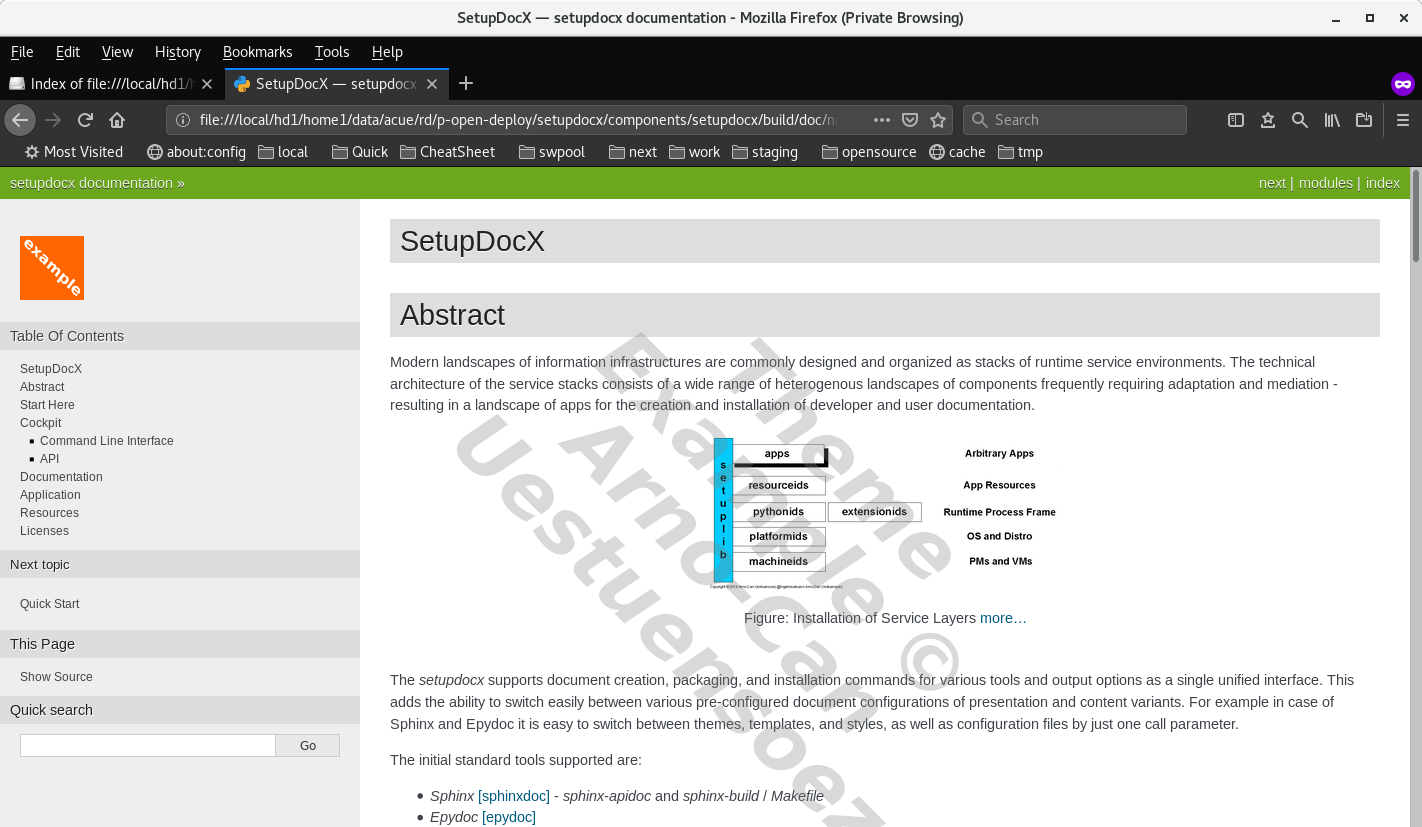 SetupDocX — setupdocx documentation - Mozilla Firefox (Private Browsing)
File Edit View History Bookmarks Tools Help
Index of file:///local/hd1/
SetupDocX — setupdocx
file:///local/hd1/home1/data/acue/rd/p-open-deploy/setupdocx/components/setupdocx/build/doc/
Search
Most Visited about:config local Quick CheatSheet swpool next work staging opensource cache tmp
setupdocx documentation »
next | modules | index
example
Table Of Contents
SetupDocX
Abstract
Start Here
Cockpit
Command Line Interface
API
Documentation
Application
Resources
Licenses
Next topic
Quick Start
This Page
Show Source
Quick search
Go
SetupDocX
Abstract
Modern landscapes of information infrastructures are commonly designed and organized as stacks of runtime service environments. The technical
architecture of the service stacks consists of a wide range of heterogenous landscapes of components frequently requiring adaptation and mediation -
resulting in a landscape of apps for the creation and installation of developer and user documentation.
setuplib
apps Arbitrary Apps
resourceids App Resources
pythonids extensionids Runtime Process Frame
platformids OS and Distro
machineids PMs and VMs
Figure: Installation of Service Layers more…
The setupdocx supports document creation, packaging, and installation commands for various tools and output options as a single unified interface. This
adds the ability to switch easily between various pre-configured document configurations of presentation and content variants. For example in case of
Sphinx and Epydoc it is easy to switch between themes, templates, and styles, as well as configuration files by just one call parameter.
The initial standard tools supported are:
• Sphinx [sphinxdoc] - sphinx-apidoc and sphinx-build / Makefile
• Epydoc [epydoc]
Theme
Example ©
Arno-Can
Uestuensoez